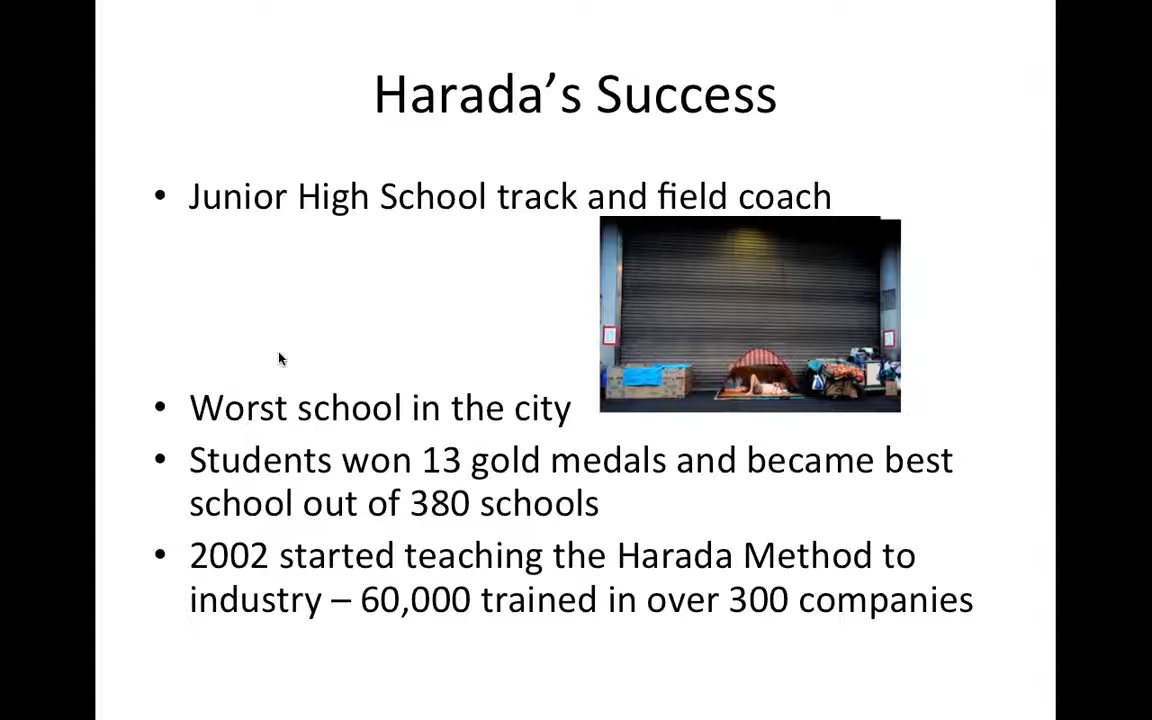 Harada’s Success
• Junior High School track and field coach
• Worst school in the city
• Students won 13 gold medals and became best
school out of 380 schools
• 2002 started teaching the Harada Method to
industry – 60,000 trained in over 300 companies